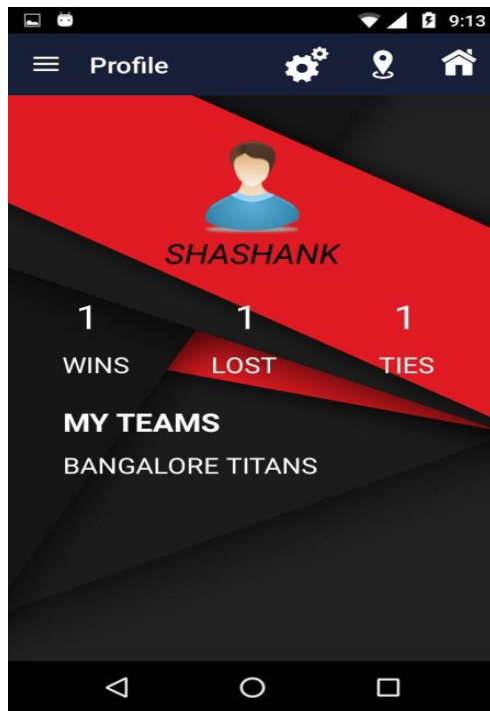 9:13
Profile
SHASHANK
1 1 1
WINS LOST TIES
MY TEAMS
BANGALORE TITANS